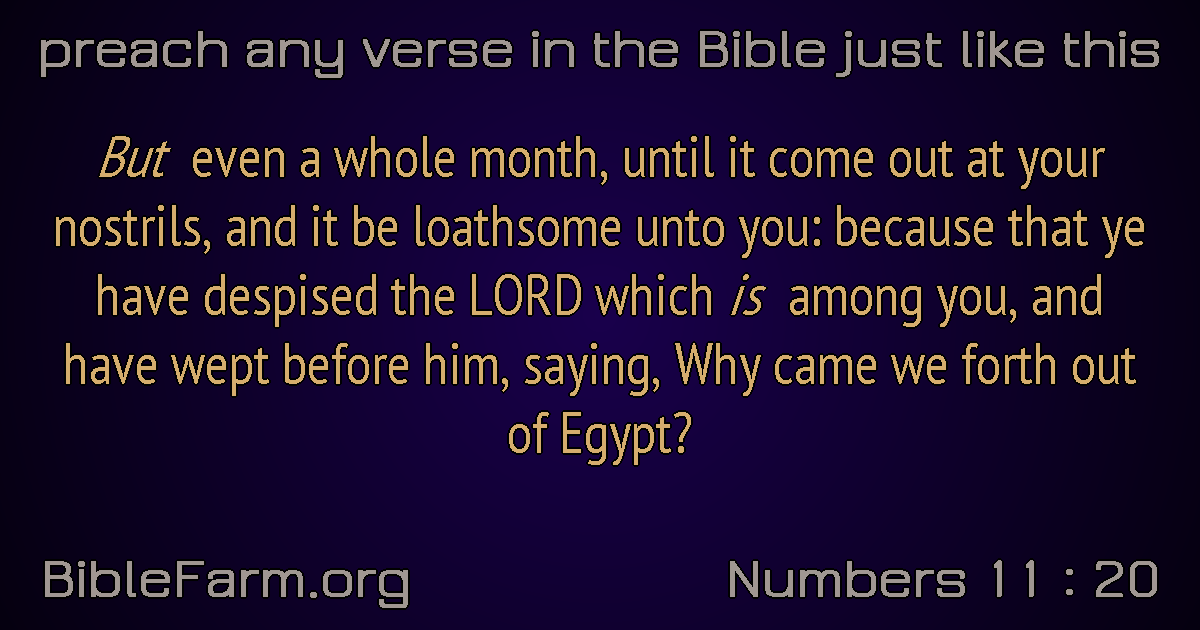 preach any verse in the Bible just like this
But even a whole month, until it come out at your
nostrils, and it be loathsome unto you: because that ye
have despised the LORD which is among you, and
have wept before him, saying, Why came we forth out
of Egypt?
BibleFarm.org
Numbers 11 : 20